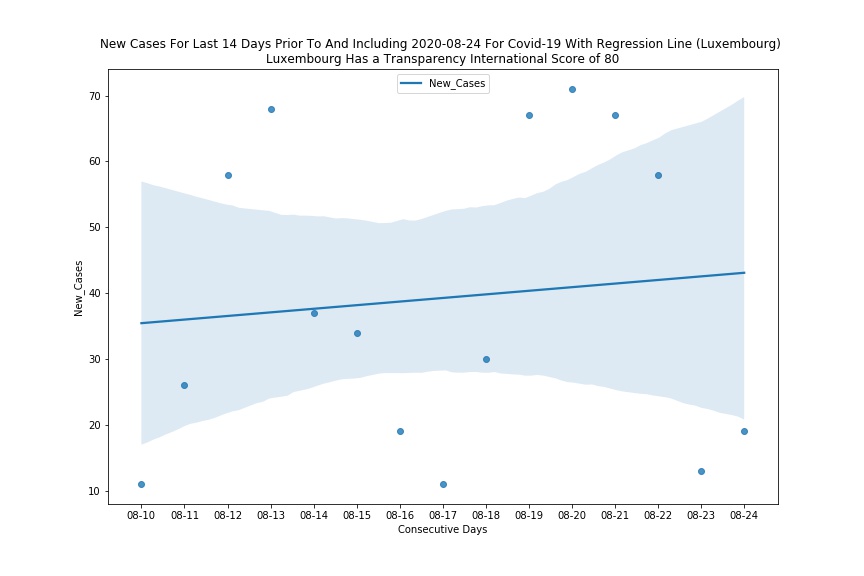 New Cases For Last 14 Days Prior To And Including 2020-08-24 For Covid-19 With Regression Line (Luxembourg)
Luxembourg Has a Transparency International Score of 80
New_Cases
70
60
50
40
30
20
10
New_Cases
08-10 08-11 08-12 08-13 08-14 08-15 08-16 08-17 08-18 08-19 08-20 08-21 08-22 08-23 08-24
Consecutive Days